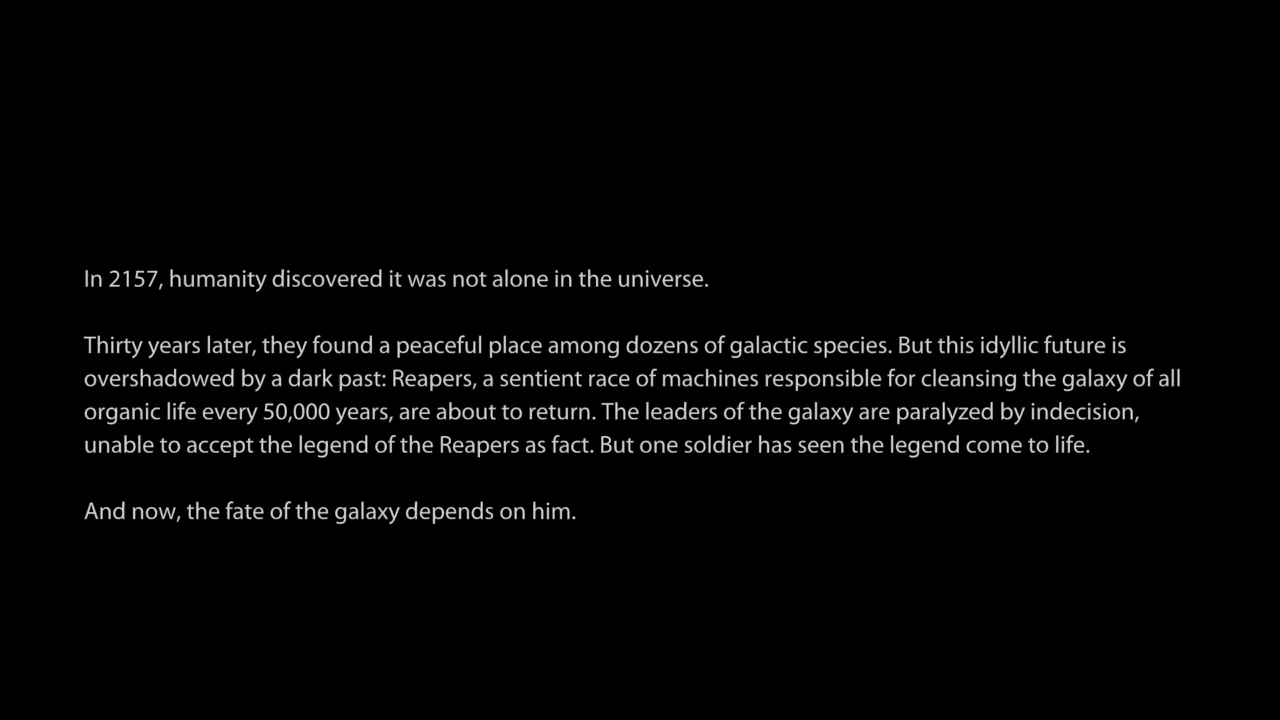 In 2157, humanity discovered it was not alone in the universe.
Thirty years later, they found a peaceful place among dozens of galactic species. But this idyllic future is
overshadowed by a dark past: Reapers, a sentient race of machines responsible for cleansing the galaxy of all
organic life every 50,000 years, are about to return. The leaders of the galaxy are paralyzed by indecision,
unable to accept the legend of the Reapers as fact. But one soldier has seen the legend come to life.
And now, the fate of the galaxy depends on him.